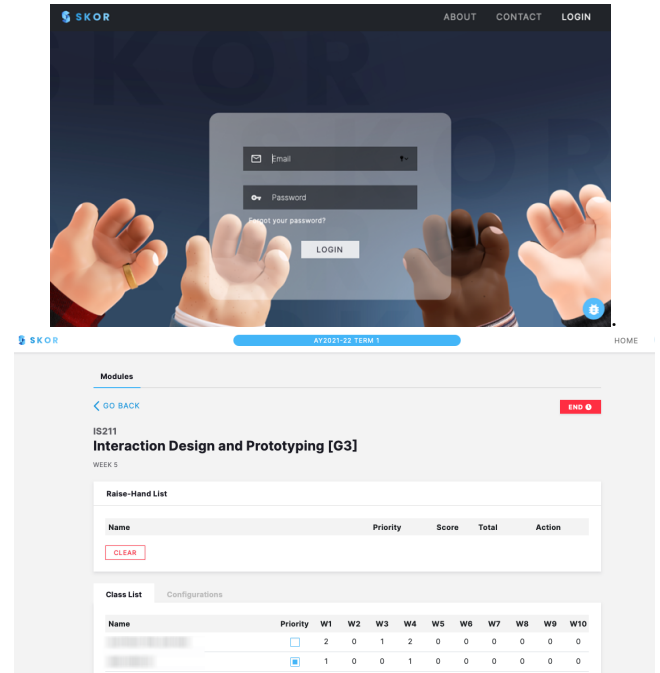 SKOR ABOUT CONTACT LOGIN
SKOR
Email
Password
Forgot your password?
LOGIN
SKOR AY2021-22 TERM 1 HOME
Modules
GO BACK END
IS211
Interaction Design and Prototyping [G3]
WEEK 5
Raise-Hand List
Name Priority Score Total Action
CLEAR
Class List Configurations
Name Priority W1 W2 W3 W4 W5 W6 W7 W8 W9 W10
2 0 1 2 0 0 0 0 0 0
1 0 0 1 0 0 0 0 0 0